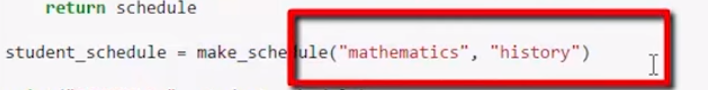 return schedule
student_schedule = make_schedule("mathematics", "history")